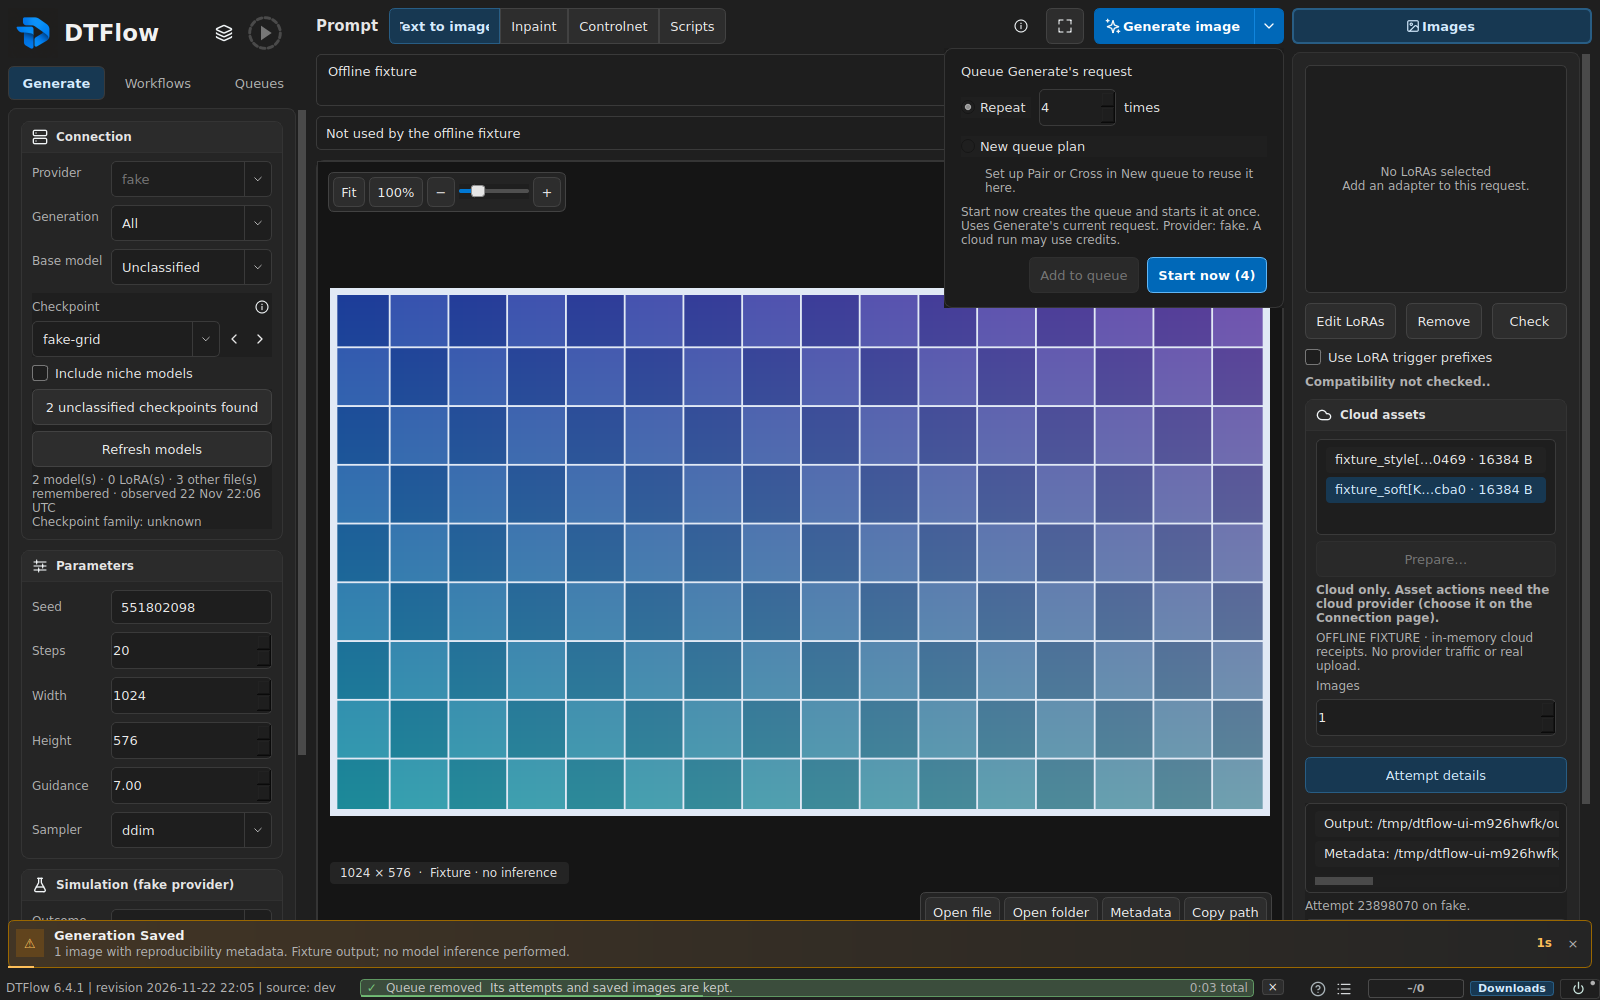 DTFlow
Prompt
Text to image
Inpaint
Controlnet
Scripts
Generate image
Images
Generate
Workflows
Queues
Connection
Provider
fake
Generation
All
Base model
Unclassified
Checkpoint
fake-grid
Include niche models
2 unclassified checkpoints found
Refresh models
2 model(s) · 0 LoRA(s) · 3 other file(s)
remembered · observed 22 Nov 22:06
UTC
Checkpoint family: unknown
Parameters
Seed
551802098
Steps
20
Width
1024
Height
576
Guidance
7.00
Sampler
ddim
Simulation (fake provider)
Outcome
Offline fixture
Not used by the offline fixture
Fit
100%
−
+
Queue Generate's request
Repeat
4
times
New queue plan
Set up Pair or Cross in New queue to reuse it
here.
Start now creates the queue and starts it at once.
Uses Generate's current request. Provider: fake. A
cloud run may use credits.
Add to queue
Start now (4)
1024 × 576 · Fixture · no inference
Open file
Open folder
Metadata
Copy path
No LoRAs selected
Add an adapter to this request.
Edit LoRAs
Remove
Check
Use LoRA trigger prefixes
Compatibility not checked..
Cloud assets
fixture_style[...0469 · 16384 B
fixture_soft[K...cba0 · 16384 B
Prepare...
Cloud only. Asset actions need the
cloud provider (choose it on the
Connection page).
OFFLINE FIXTURE · in-memory cloud
receipts. No provider traffic or real
upload.
Images
1
Attempt details
Output: /tmp/dtflow-ui-m926hwfk/ou
Metadata: /tmp/dtflow-ui-m926hwfk
Attempt 23898070 on fake.
Generation Saved
1 image with reproducibility metadata. Fixture output; no model inference performed.
1s
DTFlow 6.4.1 | revision 2026-11-22 22:05 | source: dev
Queue removed Its attempts and saved images are kept.
0:03 total
–/0
Downloads